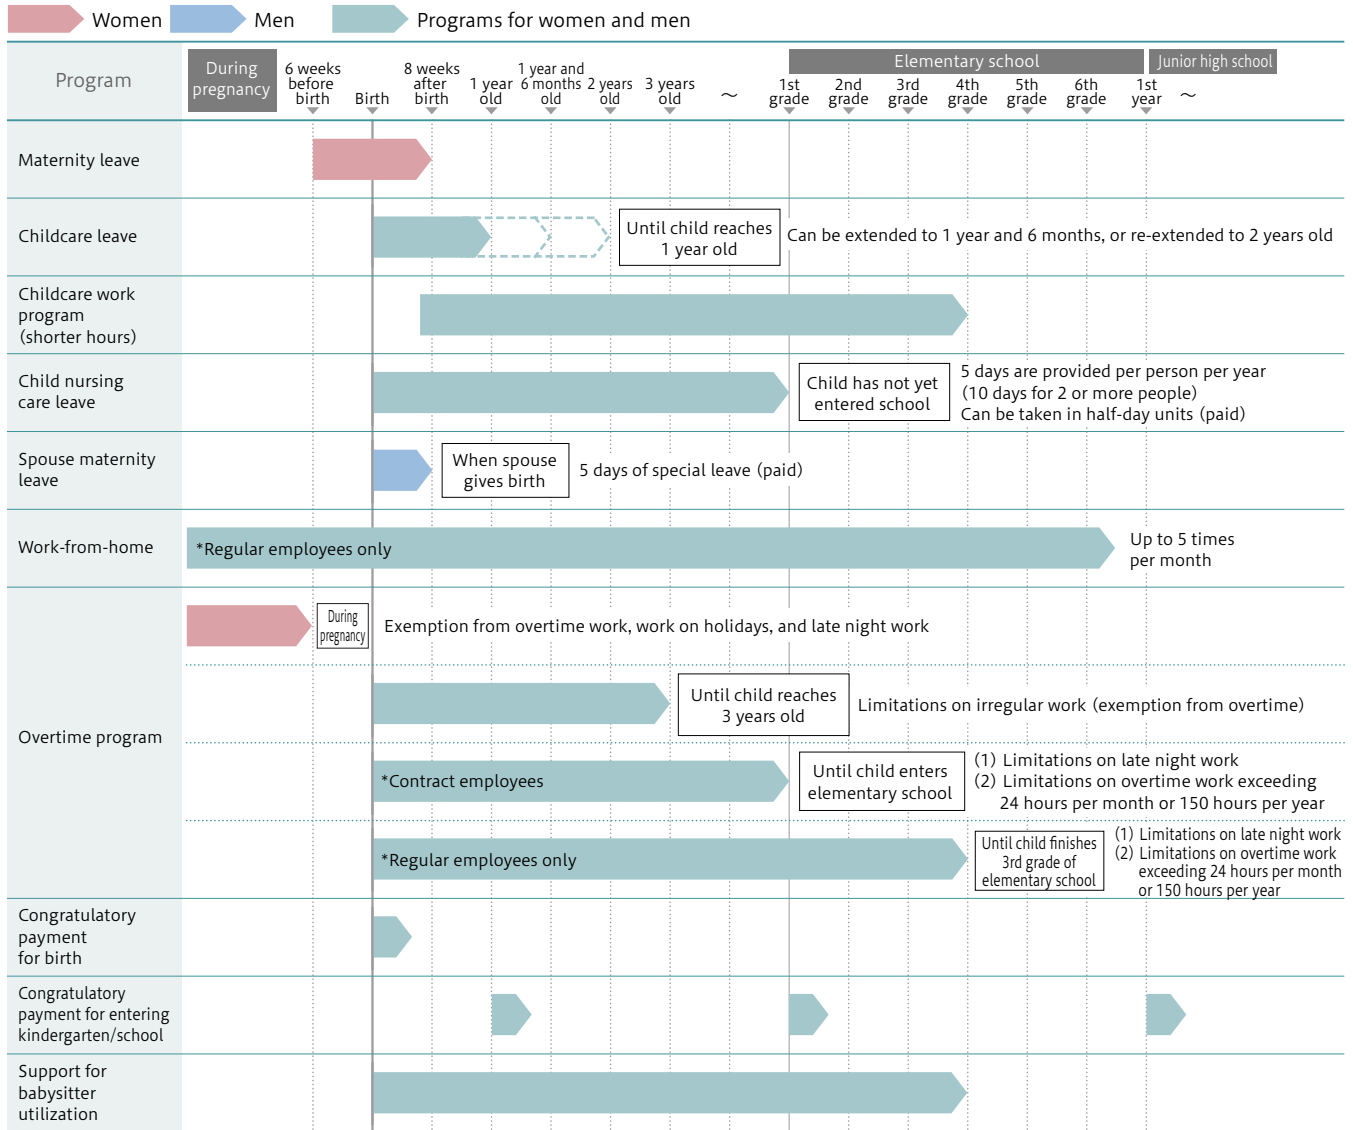 Women
Men
Programs for women and men
Program
During
pregnancy
6 weeks
before
birth
Birth
8 weeks
after
birth
1 year
old
1 year and
6 months
old
2 years
old
3 years
old
~
Elementary school
1st
grade
2nd
grade
3rd
grade
4th
grade
5th
grade
6th
grade
Junior high school
1st
year
~
Maternity leave
Childcare leave
Until child reaches
1 year old
Can be extended to 1 year and 6 months, or re-extended to 2 years old
Childcare work
program
(shorter hours)
Child nursing
care leave
Child has not yet
entered school
5 days are provided per person per year
(10 days for 2 or more people)
Can be taken in half-day units (paid)
Spouse maternity
leave
When spouse
gives birth
5 days of special leave (paid)
Work-from-home
*Regular employees only
Up to 5 times
per month
Overtime program
During
pregnancy
Exemption from overtime work, work on holidays, and late night work
Until child reaches
3 years old
Limitations on irregular work (exemption from overtime)
*Contract employees
Until child enters
elementary school
(1) Limitations on late night work
(2) Limitations on overtime work exceeding
24 hours per month or 150 hours per year
*Regular employees only
Until child finishes
3rd grade of
elementary school
(1) Limitations on late night work
(2) Limitations on overtime work
exceeding 24 hours per month
or 150 hours per year
Congratulatory
payment
for birth
Congratulatory
payment for entering
kindergarten/school
Support for
babysitter
utilization